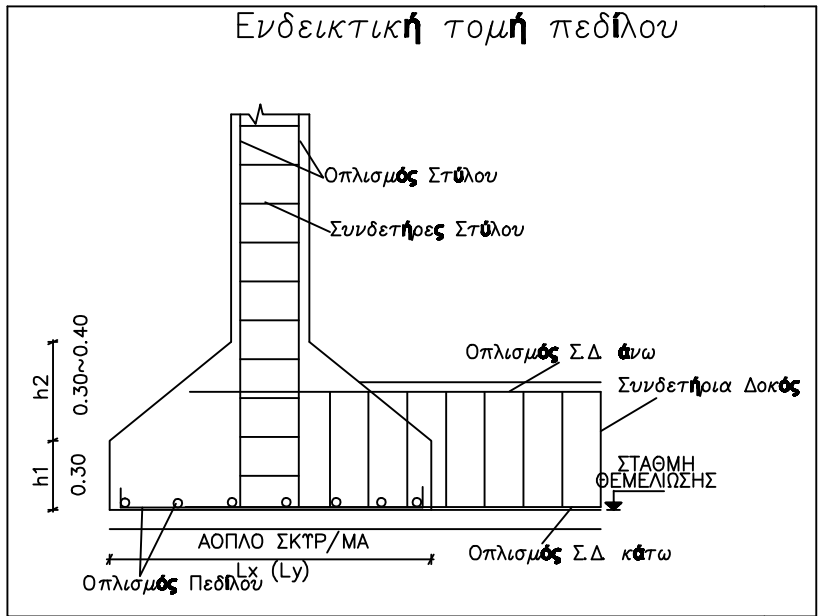 Ενδεικτική τομή πεδίλου
Οπλισμός Στύλου
Συνδετήρες Στύλου
Οπλισμός Σ.Δ. άνω
Συνδετήρια Δοκός
h2
0.30~0.40
h1
0.30
ΣΤΑΘΜΗ
ΘΕΜΕΛΙΩΣΗΣ
ΑΟΠΛΟ ΣΚΥΡ/ΜΑ
Οπλισμός Σ.Δ. κάτω
Lx (Ly)
Οπλισμός Πεδίλου